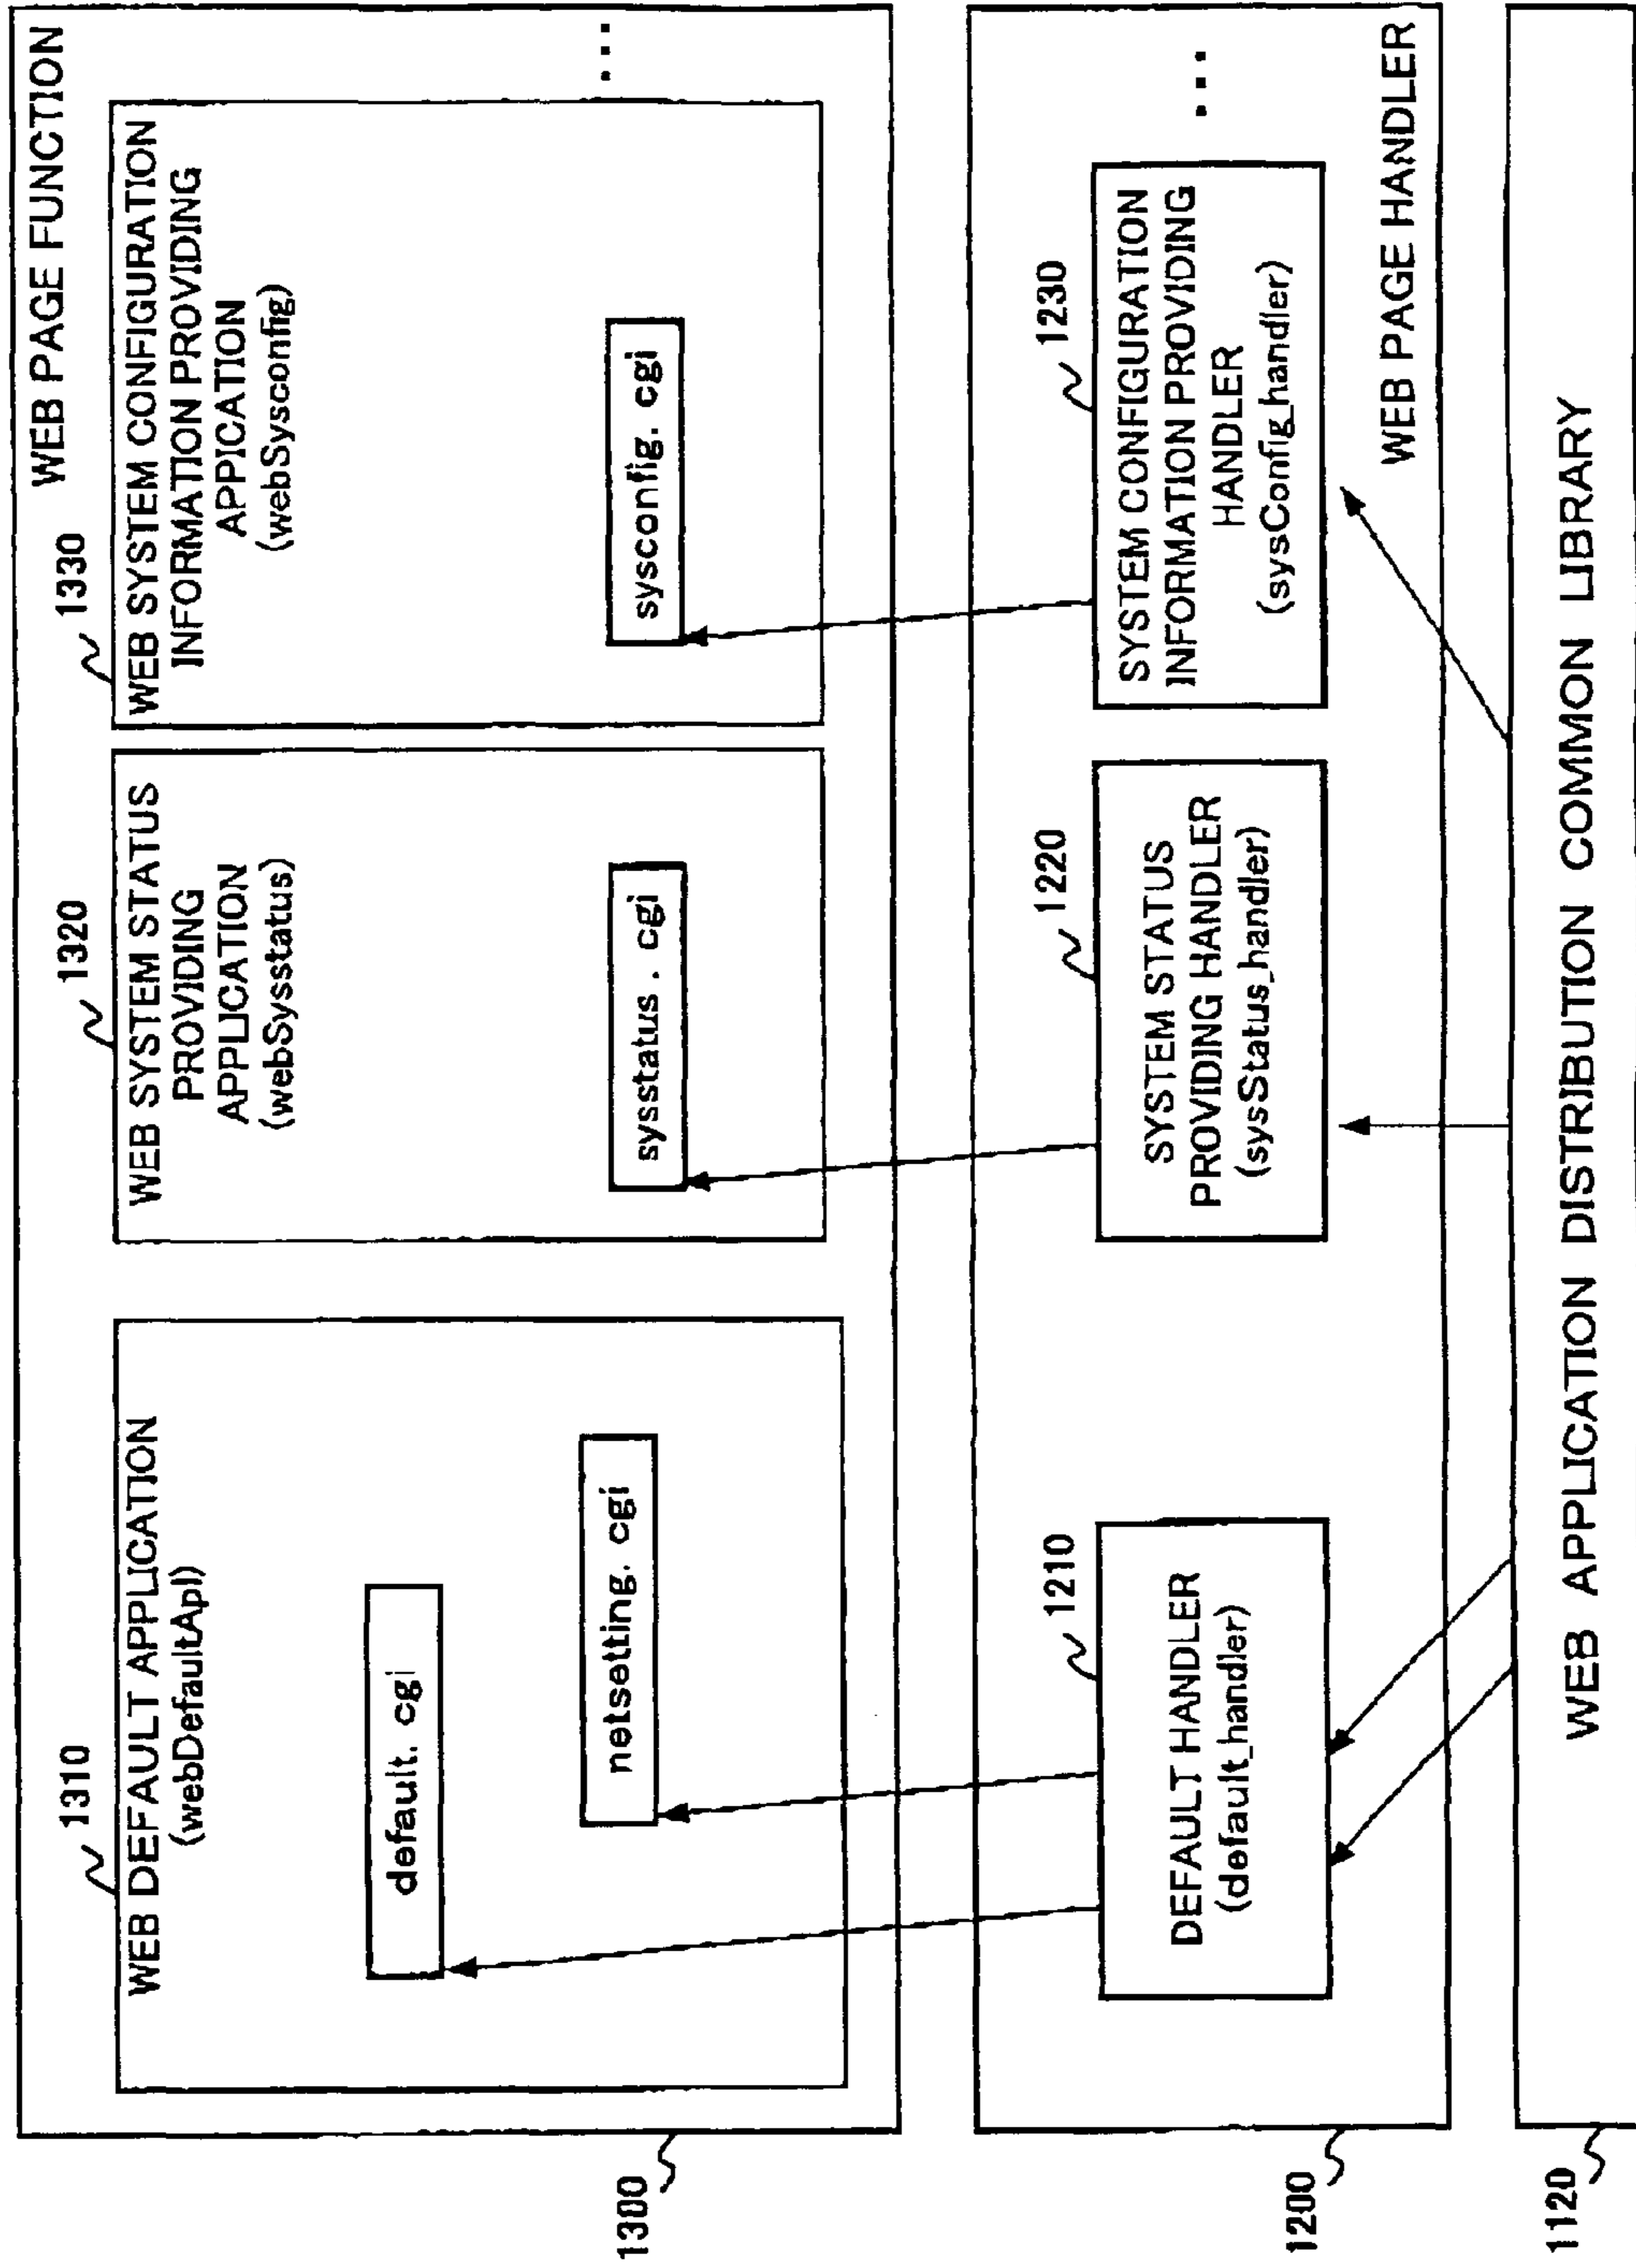 WEB PAGE FUNCTION
1310
WEB DEFAULT APPLICATION
(webDefaultApl)
default. cgi
netsetting. cgi
1320
WEB SYSTEM STATUS
PROVIDING
APPLICATION
(webSysstatus)
sysstatus . cgi
1330
WEB SYSTEM CONFIGURATION
INFORMATION PROVIDING
APPICATION
(webSysconfig)
sysconfig. cgi
...
1300
1210
DEFAULT HANDLER
(default_handler)
1220
SYSTEM STATUS
PROVIDING HANDLER
(sysStatus_handler)
1230
SYSTEM CONFIGURATION
INFORMATION PROVIDING
HANDLER
(sysConfig_handler)
...
WEB PAGE HANDLER
1200
WEB APPLICATION DISTRIBUTION COMMON LIBRARY
1120